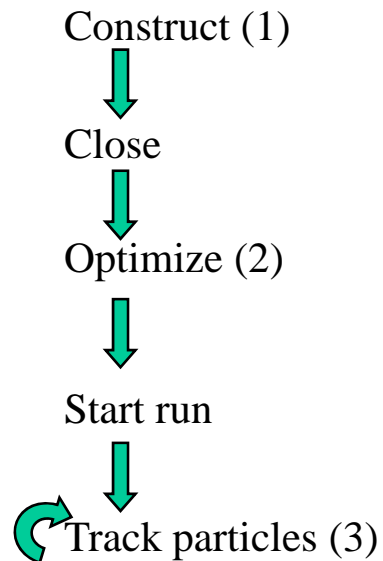 Construct (1)
Close
Optimize (2)
Start run
Track particles (3)